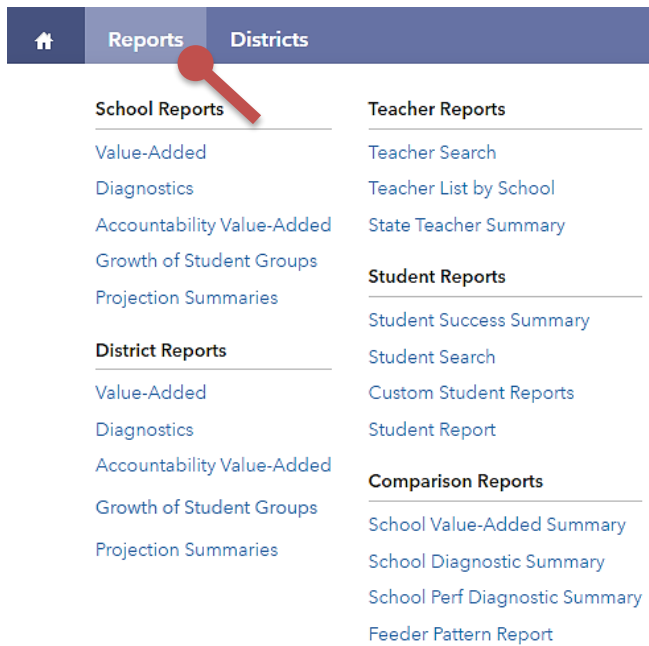 Reports
Districts
School Reports
Value-Added
Diagnostics
Accountability Value-Added
Growth of Student Groups
Projection Summaries
District Reports
Value-Added
Diagnostics
Accountability Value-Added
Growth of Student Groups
Projection Summaries
Teacher Reports
Teacher Search
Teacher List by School
State Teacher Summary
Student Reports
Student Success Summary
Student Search
Custom Student Reports
Student Report
Comparison Reports
School Value-Added Summary
School Diagnostic Summary
School Perf Diagnostic Summary
Feeder Pattern Report